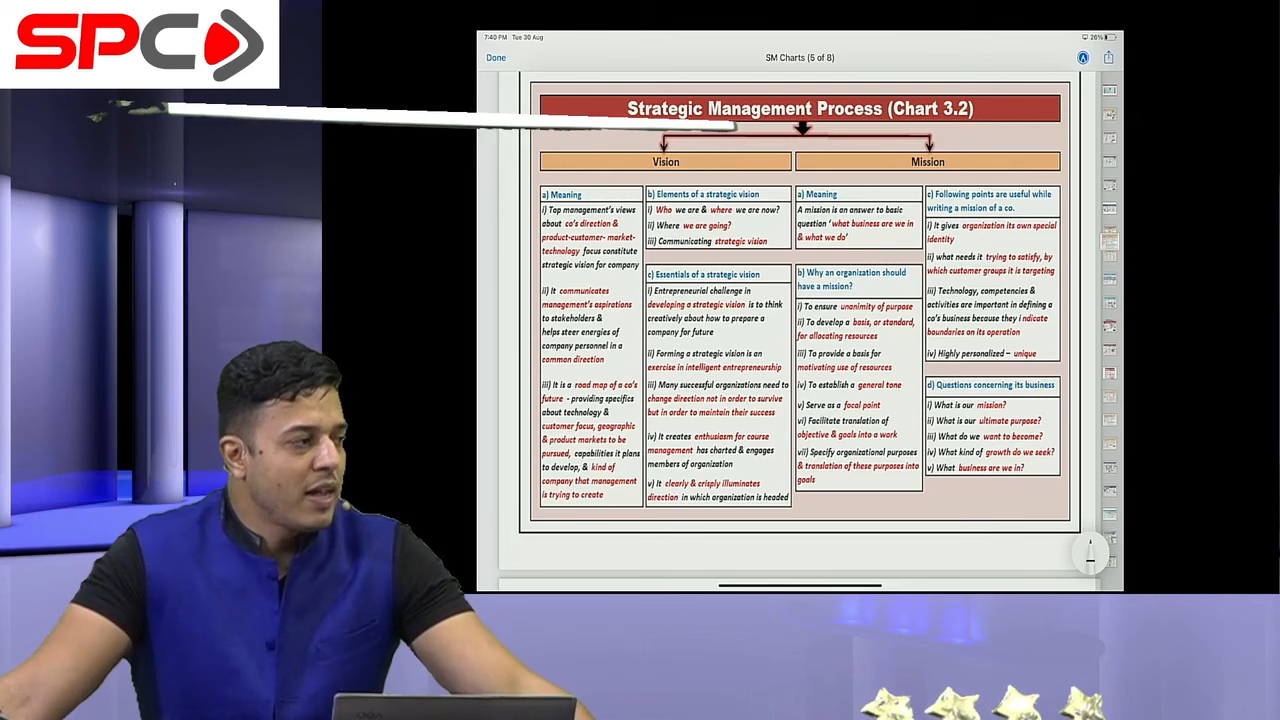 SPC
7:40 PM Tue 30 Aug
26%
Done
SM Charts (5 of 8)
Strategic Management Process (Chart 3.2)
Vision
Mission
a) Meaning
i) Top management's views
about co's direction &
product-customer- market-
technology focus constitute
strategic vision for company
ii) It communicates
management's aspirations
to stakeholders &
helps steer energies of
company personnel in a
common direction
iii) It is a road map of a co's
future - providing specifics
about technology &
customer focus, geographic
& product markets to be
pursued, capabilities it plans
to develop, & kind of
company that management
is trying to create
b) Elements of a strategic vision
i) Who we are & where we are now?
ii) Where we are going?
iii) Communicating strategic vision
c) Essentials of a strategic vision
i) Entrepreneurial challenge in
developing a strategic vision is to think
creatively about how to prepare a
company for future
ii) Forming a strategic vision is an
exercise in intelligent entrepreneurship
iii) Many successful organizations need to
change direction not in order to survive
but in order to maintain their success
iv) It creates enthusiasm for course
management has charted & engages
members of organization
v) It clearly & crisply illuminates
direction in which organization is headed
a) Meaning
A mission is an answer to basic
question 'what business are we in
& what we do'
b) Why an organization should
have a mission?
i) To ensure unanimity of purpose
ii) To develop a basis, or standard,
for allocating resources
iii) To provide a basis for
motivating use of resources
iv) To establish a general tone
v) Serve as a focal point
vi) Facilitate translation of
objective & goals into a work
vii) Specify organizational purposes
& translation of these purposes into
goals
c) Following points are useful while
writing a mission of a co.
i) It gives organization its own special
identity
ii) what needs it trying to satisfy, by
which customer groups it is targeting
iii) Technology, competencies &
activities are important in defining a
co's business because they i ndicate
boundaries on its operation
iv) Highly personalized – unique
d) Questions concerning its business
i) What is our mission?
ii) What is our ultimate purpose?
iii) What do we want to become?
iv) What kind of growth do we seek?
v) What business are we in?